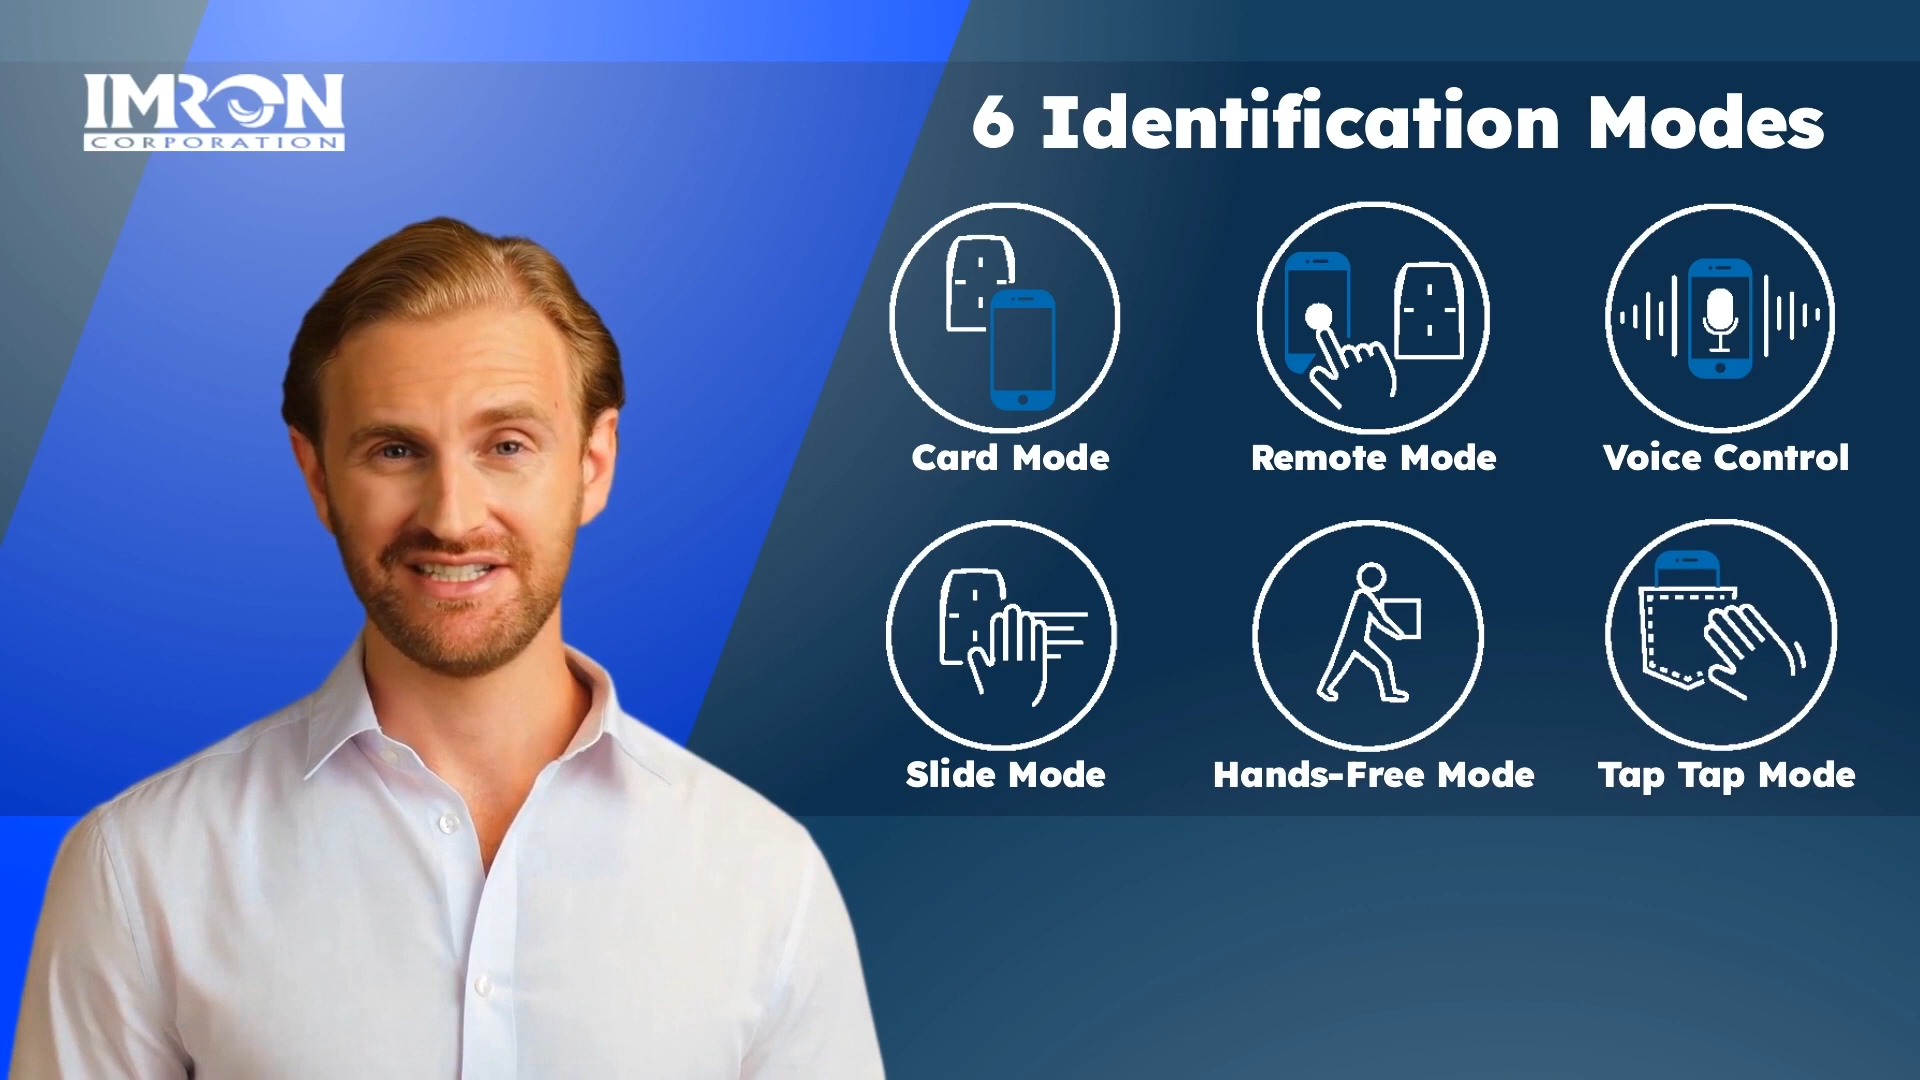 IMRON
CORPORATION
6 Identification Modes
Card Mode
Remote Mode
Voice Control
Slide Mode
Hands-Free Mode
Tap Tap Mode